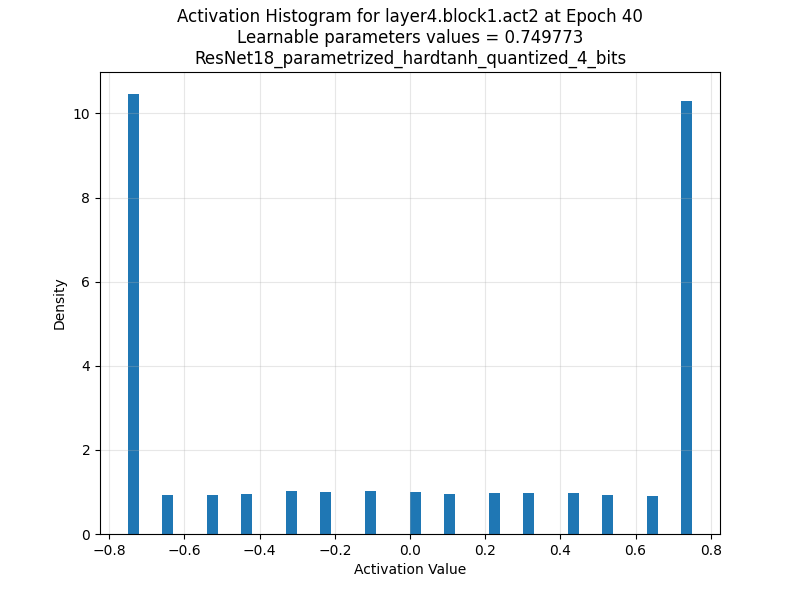 Activation Histogram for layer4.block1.act2 at Epoch 40
Learnable parameters values = 0.749773
ResNet18_parametrized_hardtanh_quantized_4_bits
10
8
6
4
2
0
Density
−0.8 −0.6 −0.4 −0.2 0.0 0.2 0.4 0.6 0.8
Activation Value